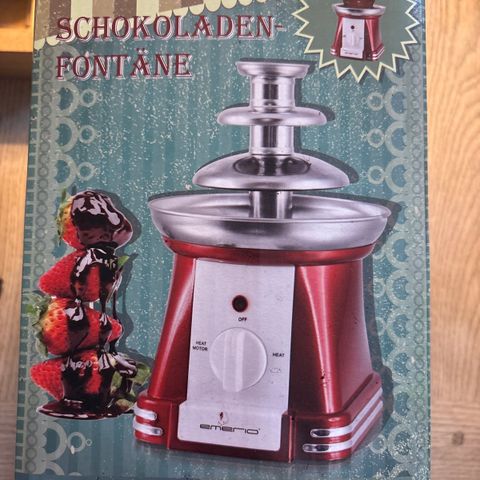 SCHOKOLADEN-
FONTÄNE
OFF
HEAT
MOTOR
HEAT
emerio